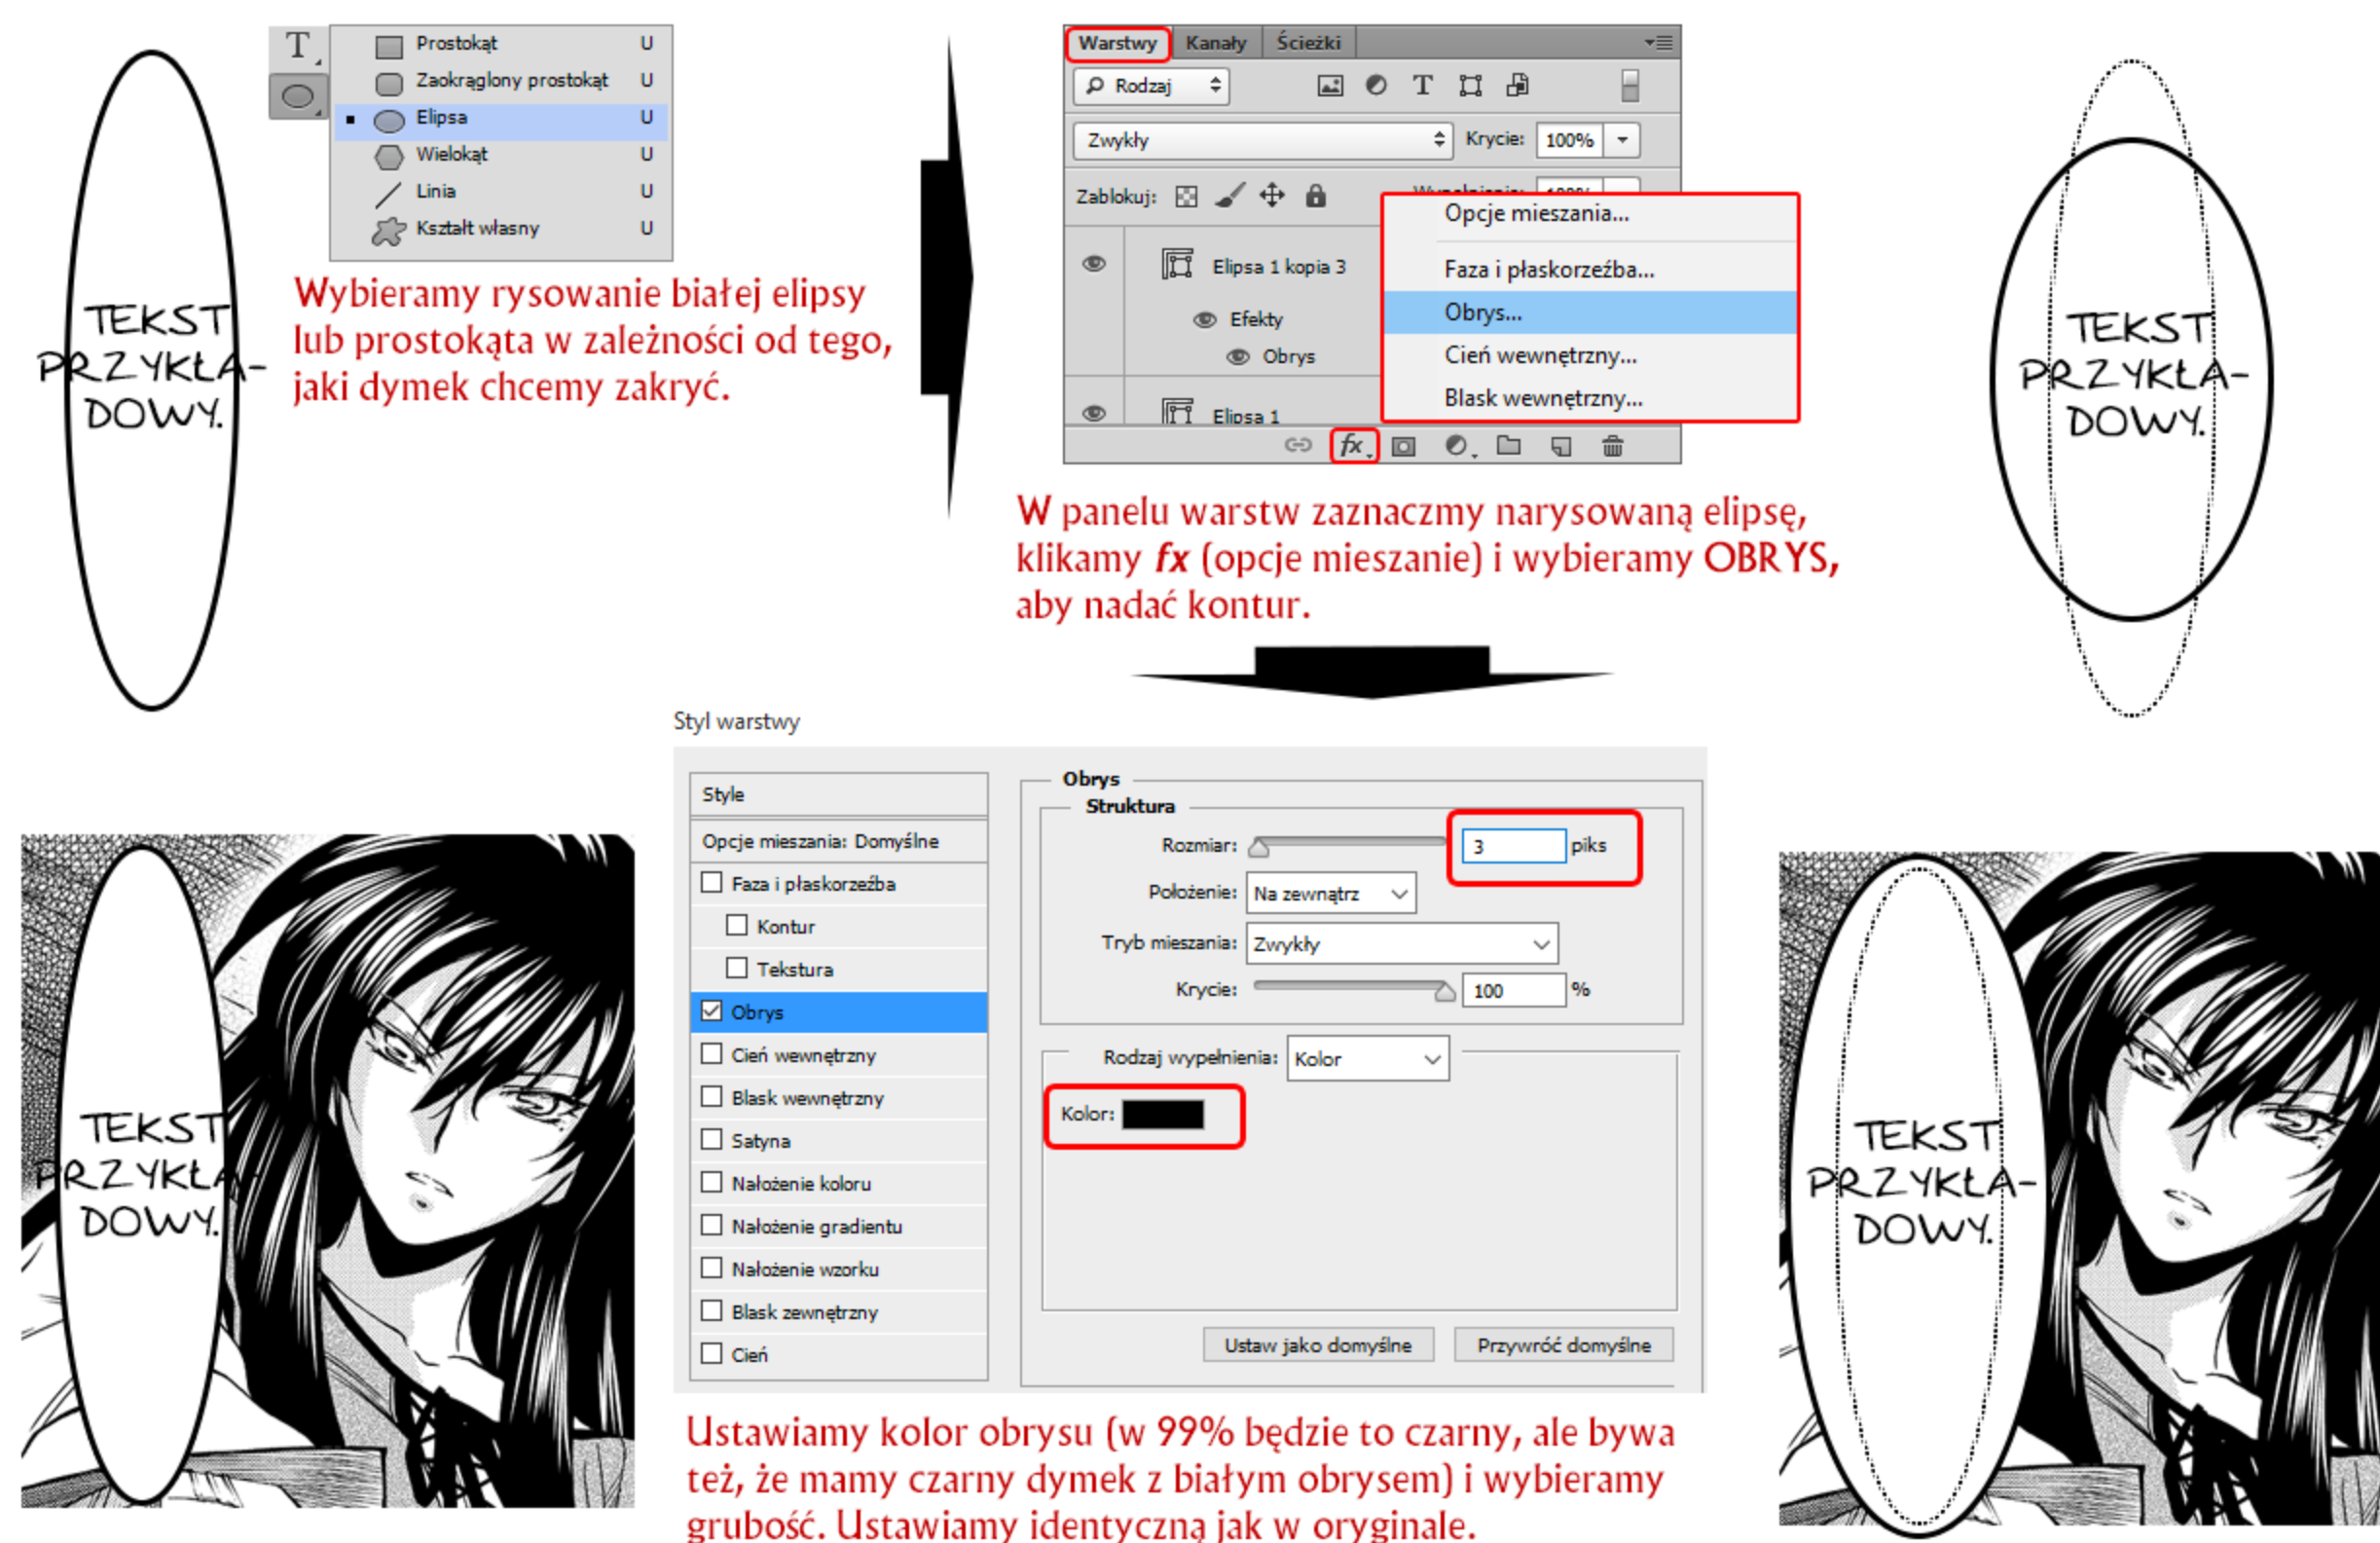 T
Prostokąt U
Zaokrąglony prostokąt U
Elipsa U
Wielokąt U
Linia U
Kształt własny U
TEKST
PRZYKŁA-
DOWY.
Wybieramy rysowanie białej elipsy
lub prostokąta w zależności od tego,
jaki dymek chcemy zakryć.
Warstwy Kanały Ścieżki
Rodzaj T
Zwykły Krycie: 100%
Zablokuj: Wypełnienie: 100%
Elipsa 1 kopia 3
Efekty
Obrys
Elipsa 1
fx
Opcje mieszania...
Faza i płaskorzeźba...
Obrys...
Cień wewnętrzny...
Blask wewnętrzny...
TEKST
PRZYKŁA-
DOWY.
W panelu warstw zaznaczmy narysowaną elipsę,
klikamy fx (opcje mieszanie) i wybieramy OBRYS,
aby nadać kontur.
TEKST
PRZYKŁA-
DOWY.
Styl warstwy
Style
Opcje mieszania: Domyślne
Faza i płaskorzeźba
Kontur
Tekstura
Obrys
Cień wewnętrzny
Blask wewnętrzny
Satyna
Nałożenie koloru
Nałożenie gradientu
Nałożenie wzorku
Blask zewnętrzny
Cień
Obrys
Struktura
Rozmiar: 3 piks
Położenie: Na zewnątrz
Tryb mieszania: Zwykły
Krycie: 100 %
Rodzaj wypełnienia: Kolor
Kolor:
Ustaw jako domyślne Przywróć domyślne
TEKST
PRZYKŁA-
DOWY.
Ustawiamy kolor obrysu (w 99% będzie to czarny, ale bywa
też, że mamy czarny dymek z białym obrysem) i wybieramy
grubość. Ustawiamy identyczną jak w oryginale.